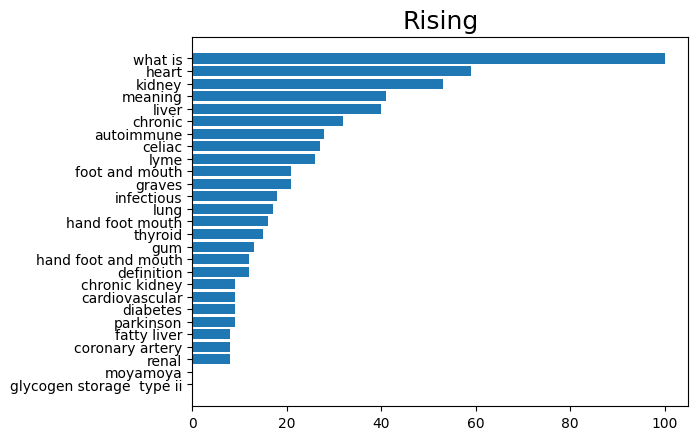 Rising
what is
heart
kidney
meaning
liver
chronic
autoimmune
celiac
lyme
foot and mouth
graves
infectious
lung
hand foot mouth
thyroid
gum
hand foot and mouth
definition
chronic kidney
cardiovascular
diabetes
parkinson
fatty liver
coronary artery
renal
moyamoya
glycogen storage  type ii
0 20 40 60 80 100